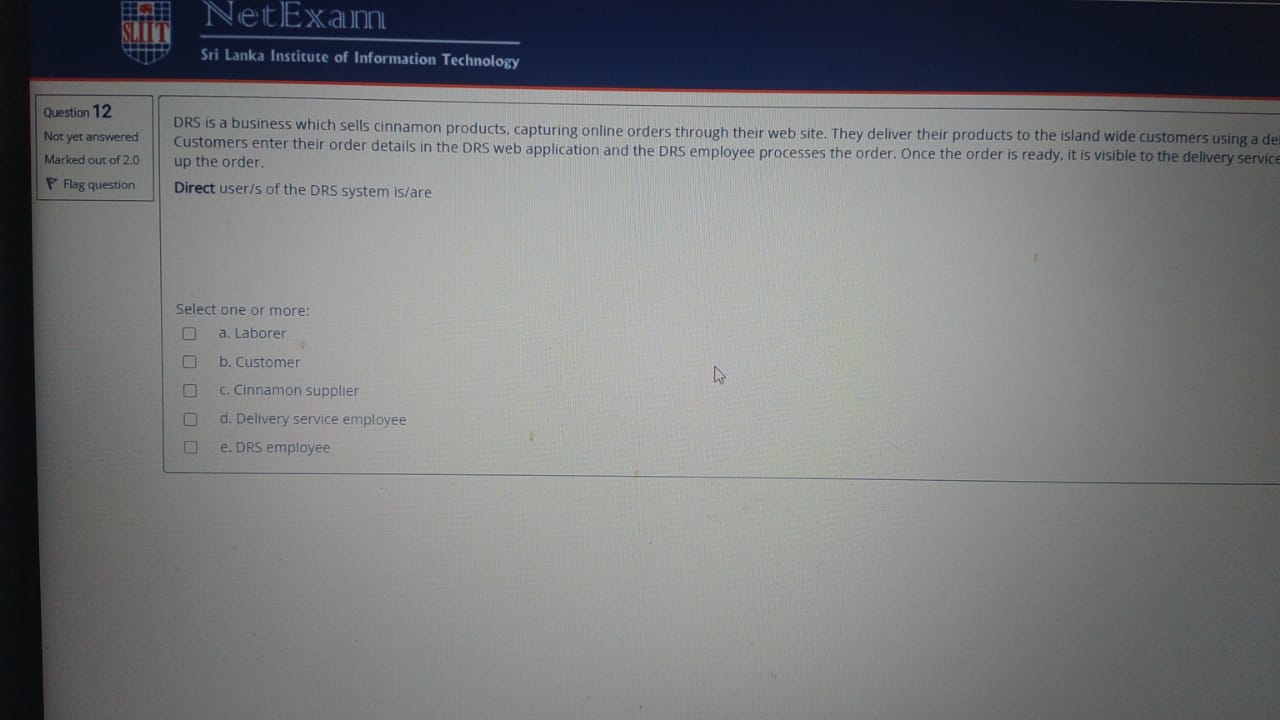 SLIIT
NetExam
Sri Lanka Institute of Information Technology
Question 12
Not yet answered
Marked out of 2.0
Flag question
DRS is a business which sells cinnamon products, capturing online orders through their web site. They deliver their products to the island wide customers using a
Customers enter their order details in the DRS web application and the DRS employee processes the order. Once the order is ready, it is visible to the delivery service
up the order.
Direct user/s of the DRS system is/are
Select one or more:
a. Laborer
b. Customer
c. Cinnamon supplier
d. Delivery service employee
e. DRS employee